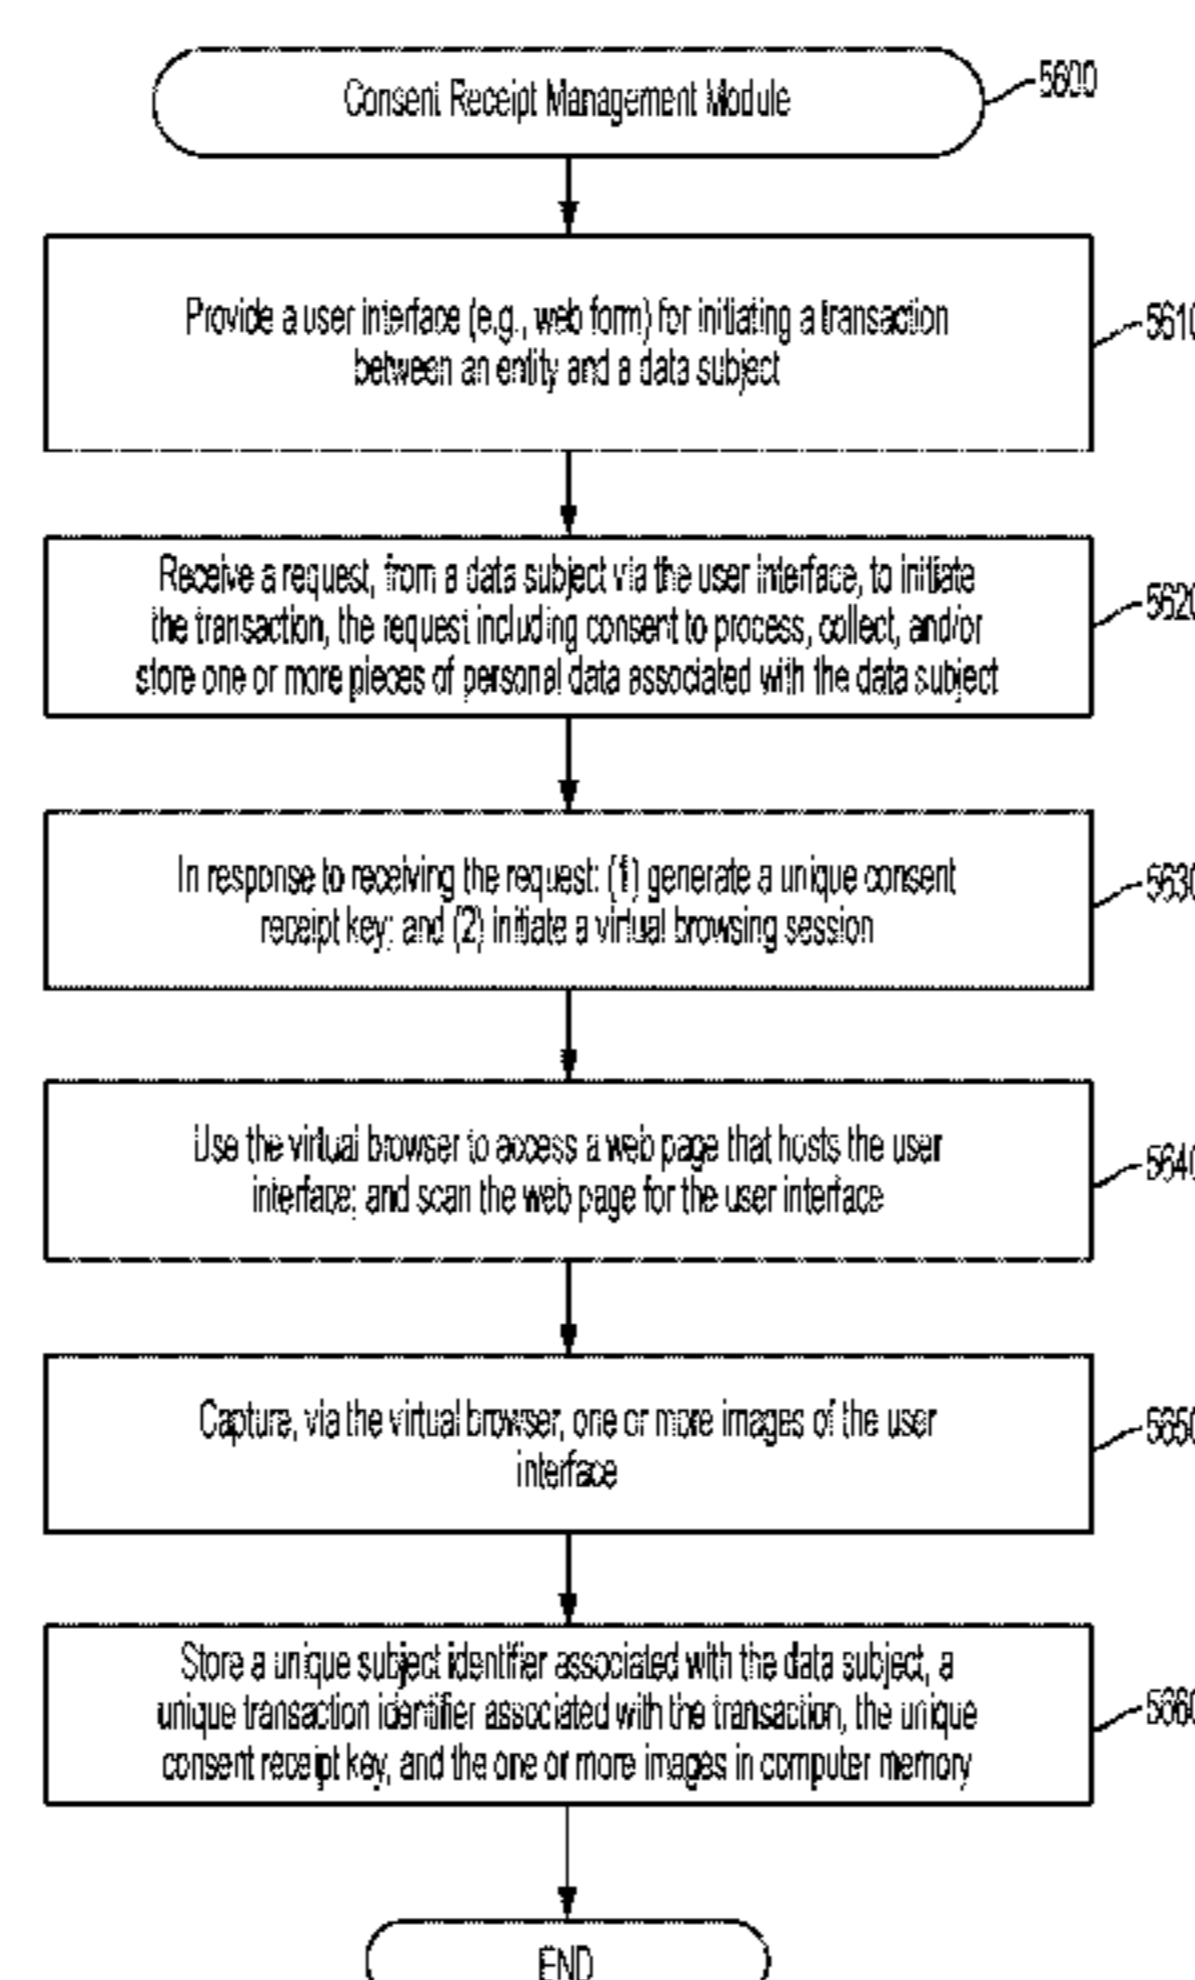 Consent Receipt Management Module
5600
Provide a user interface (e.g., web form) for initiating a transaction
between an entity and a data subject
5610
Receive a request, from a data subject via the user interface, to initiate
the transaction, the request including consent to process, collect, and/or
store one or more pieces of personal data associated with the data subject
5620
In response to receiving the request: (1) generate a unique consent
receipt key; and (2) initiate a virtual browsing session
5630
Use the virtual browser to access a web page that hosts the user
interface; and scan the web page for the user interface
5640
Capture, via the virtual browser, one or more images of the user
interface
5650
Store a unique subject identifier associated with the data subject, a
unique transaction identifier associated with the transaction, the unique
consent receipt key, and the one or more images in computer memory
5660
END